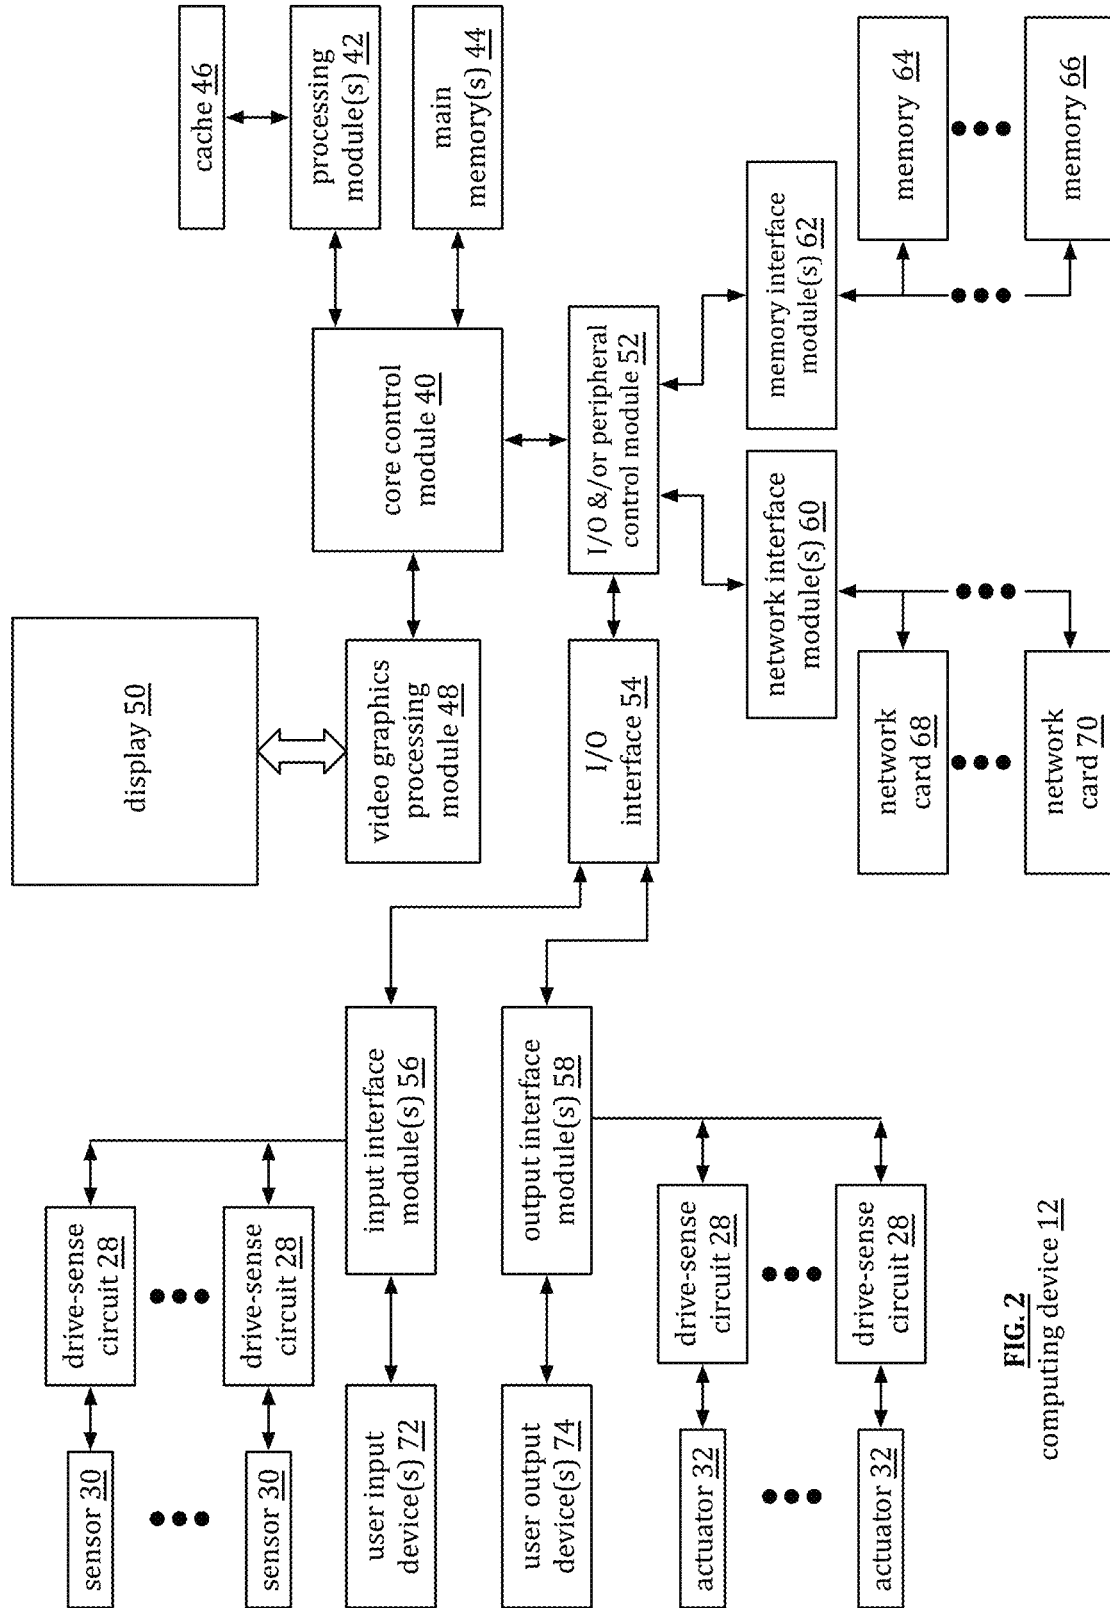 display 50
cache 46
video graphics
processing
module 48
core control
module 40
processing
module(s) 42
main
memory(s) 44
sensor 30
drive-sense
circuit 28
sensor 30
drive-sense
circuit 28
user input
device(s) 72
input interface
module(s) 56
user output
device(s) 74
output interface
module(s) 58
I/O
interface 54
I/O &/or peripheral
control module 52
actuator 32
drive-sense
circuit 28
actuator 32
drive-sense
circuit 28
network interface
module(s) 60
memory interface
module(s) 62
network
card 68
memory 64
network
card 70
memory 66
FIG. 2
computing device 12